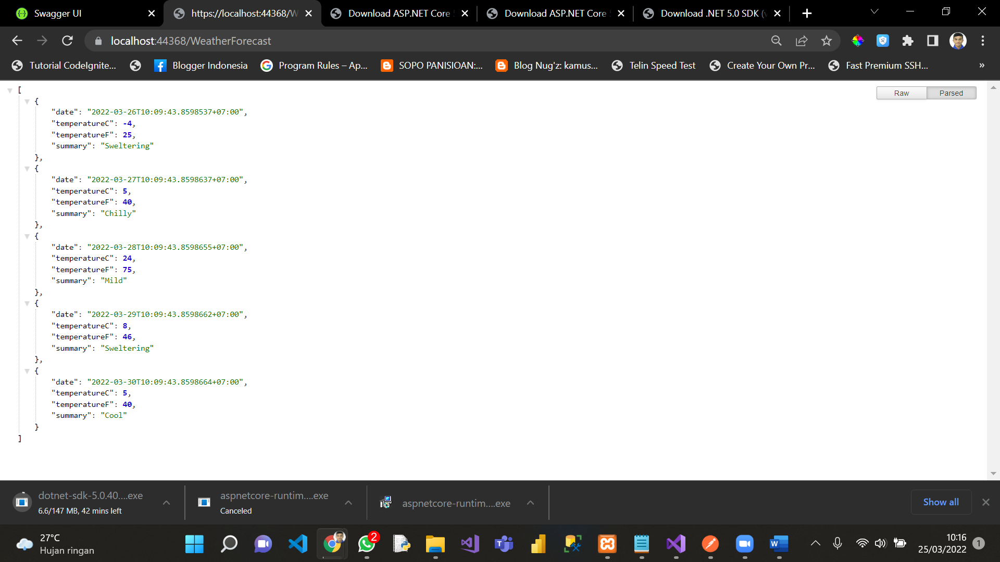 Swagger UI
https://localhost:44368/W
Download ASP.NET Core
Download ASP.NET Core
Download .NET 5.0 SDK (
localhost:44368/WeatherForecast
Tutorial CodeIgnite...
Blogger Indonesia
Program Rules – Ap...
SOPO PANISIOAN:...
Blog Nug'z: kamus...
Telin Speed Test
Create Your Own Pr...
Fast Premium SSH...
»
Raw
Parsed
[
{
"date": "2022-03-26T10:09:43.8598537+07:00",
"temperatureC": -4,
"temperatureF": 25,
"summary": "Sweltering"
},
{
"date": "2022-03-27T10:09:43.8598637+07:00",
"temperatureC": 5,
"temperatureF": 40,
"summary": "Chilly"
},
{
"date": "2022-03-28T10:09:43.8598655+07:00",
"temperatureC": 24,
"temperatureF": 75,
"summary": "Mild"
},
{
"date": "2022-03-29T10:09:43.8598662+07:00",
"temperatureC": 8,
"temperatureF": 46,
"summary": "Sweltering"
},
{
"date": "2022-03-30T10:09:43.8598664+07:00",
"temperatureC": 5,
"temperatureF": 40,
"summary": "Cool"
}
]
dotnet-sdk-5.0.40....exe
6.6/147 MB, 42 mins left
aspnetcore-runtim....exe
Canceled
aspnetcore-runtim....exe
Show all
27°C
Hujan ringan
2
10:16
25/03/2022
1